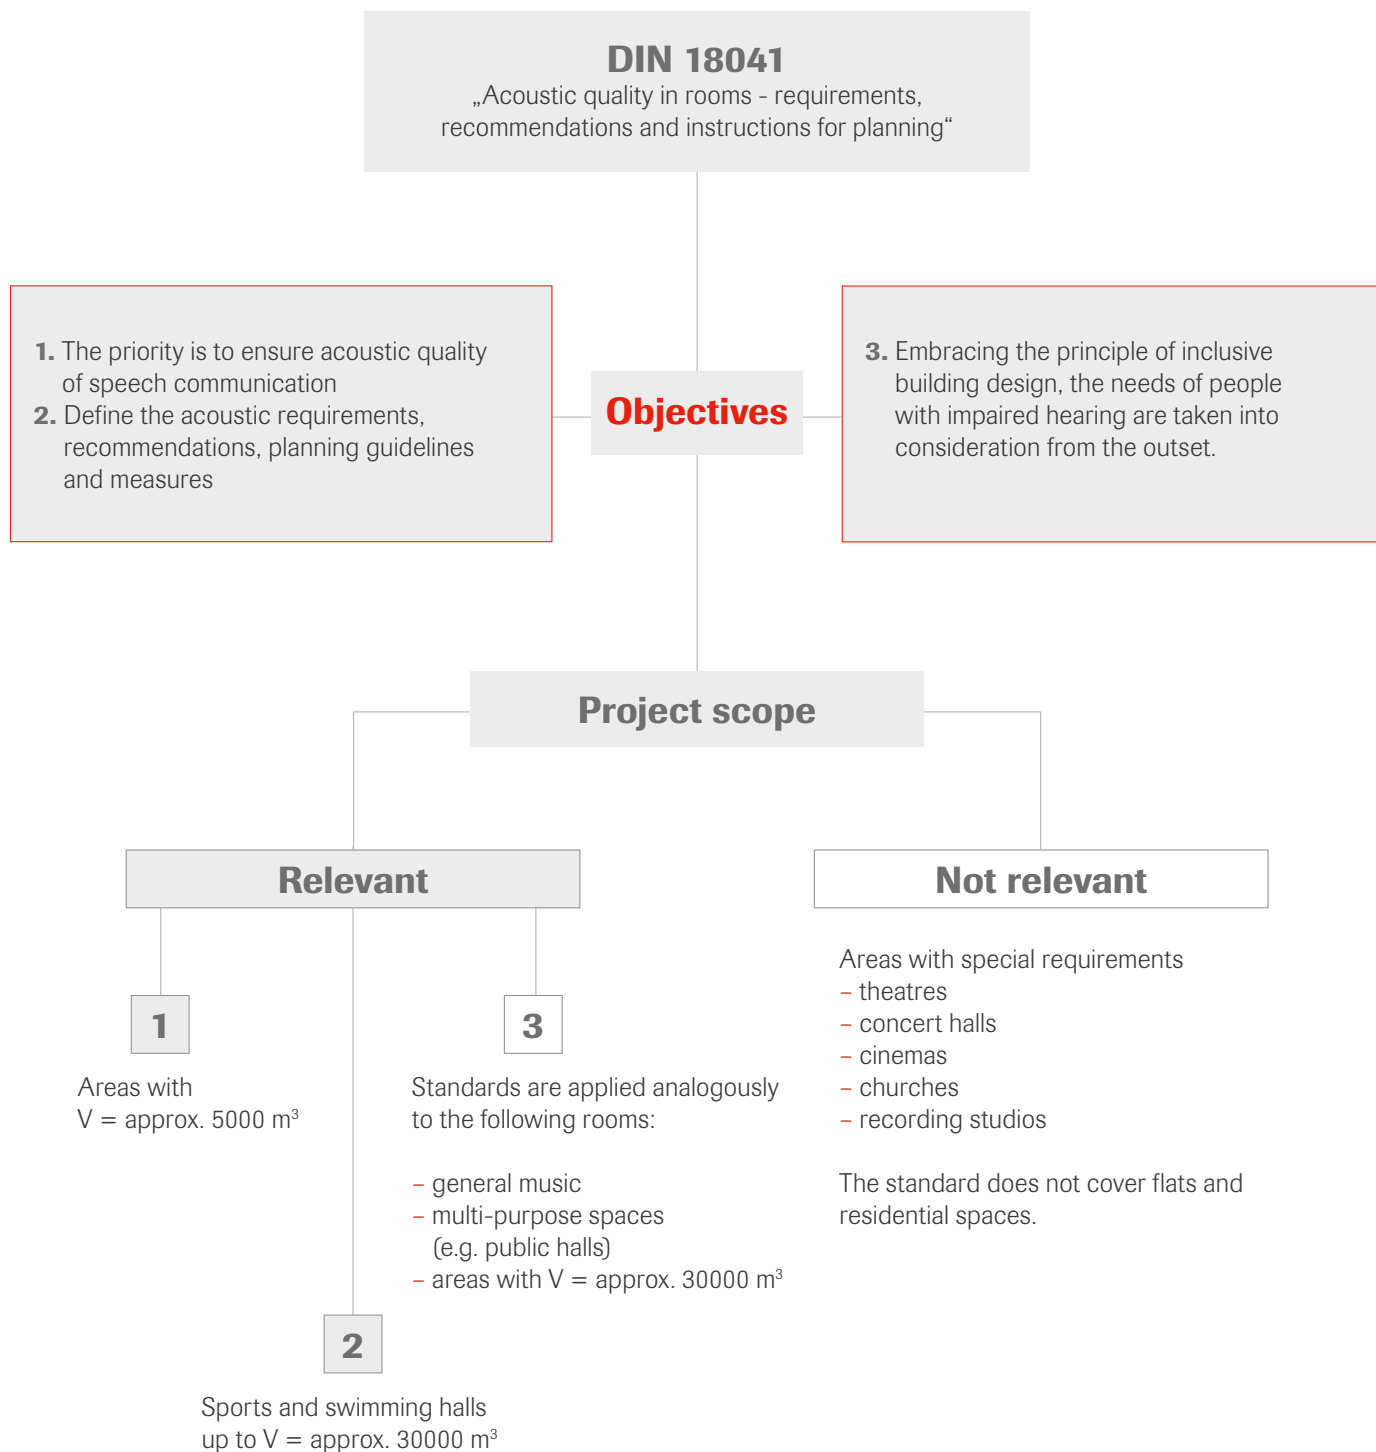 DIN 18041
„Acoustic quality in rooms - requirements,
recommendations and instructions for planning“
1. The priority is to ensure acoustic quality
of speech communication
2. Define the acoustic requirements,
recommendations, planning guidelines
and measures
Objectives
3. Embracing the principle of inclusive
building design, the needs of people
with impaired hearing are taken into
consideration from the outset.
Project scope
Relevant
1
Areas with
V = approx. 5000 m³
2
Sports and swimming halls
up to V = approx. 30000 m³
3
Standards are applied analogously
to the following rooms:
– general music
– multi-purpose spaces
(e.g. public halls)
– areas with V = approx. 30000 m³
Not relevant
Areas with special requirements
– theatres
– concert halls
– cinemas
– churches
– recording studios
The standard does not cover flats and
residential spaces.